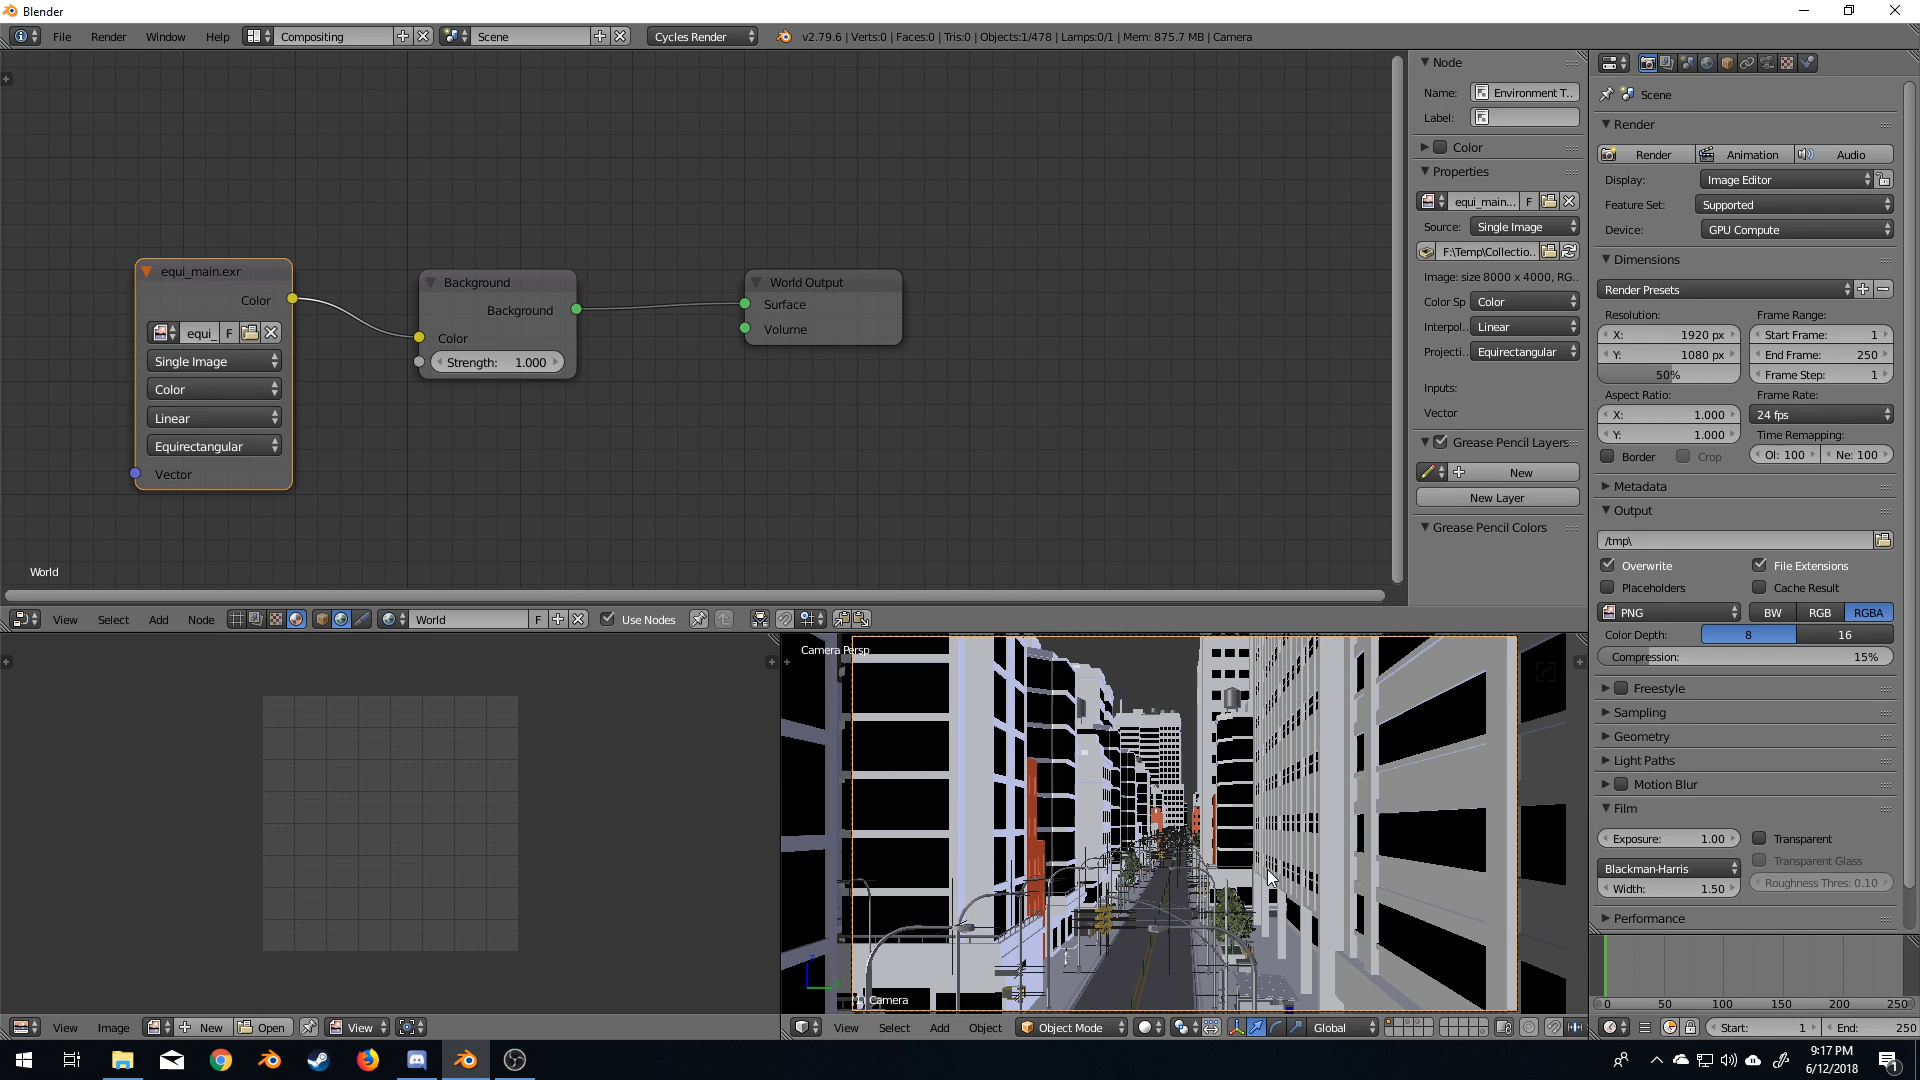 Blender
File Render Window Help Compositing Scene Cycles Render v2.79.6 | Verts:0 | Faces:0 | Tris:0 | Objects:1/478 | Lamps:0/1 | Mem: 875.7 MB | Camera
equi_main.exr
Color
equi_ F
Single Image
Color
Linear
Equirectangular
Vector
Background
Background
Color
Strength: 1.000
World Output
Surface
Volume
World
Node
Name: Environment T..
Label:
Color
Properties
equi_main... F
Source: Single Image
F:\Temp\Collectio..
Image: size 8000 x 4000, RG..
Color Sp Color
Interpol.. Linear
Projecti.. Equirectangular
Inputs:
Vector
Grease Pencil Layers
New
New Layer
Grease Pencil Colors
Scene
Render
Render Animation Audio
Display: Image Editor
Feature Set: Supported
Device: GPU Compute
Dimensions
Render Presets
Resolution: Frame Range:
X: 1920 px Start Frame: 1
Y: 1080 px End Frame: 250
50% Frame Step: 1
Aspect Ratio: Frame Rate:
X: 1.000 24 fps
Y: 1.000 Time Remapping:
Border Crop Ol: 100 Ne: 100
Metadata
Output
/tmp\
Overwrite File Extensions
Placeholders Cache Result
PNG BW RGB RGBA
Color Depth: 8 16
Compression: 15%
Freestyle
Sampling
Geometry
Light Paths
Motion Blur
Film
Exposure: 1.00 Transparent
Blackman-Harris Transparent Glass
Width: 1.50 Roughness Thres: 0.10
Performance
View Select Add Node World F Use Nodes
Camera Persp
(1) Camera
0 50 100 150 200 250
View Image New Open View
View Select Add Object Object Mode Global
Start: 1 End: 250
9:17 PM
6/12/2018
1